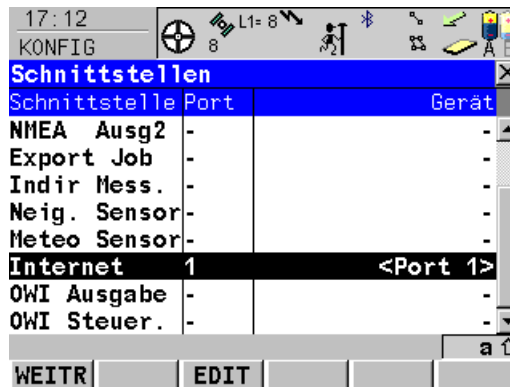 17:12
KONFIG
8
L1= 8
A
Schnittstellen
X
Schnittstelle Port Gerät
NMEA Ausg2 - -
Export Job - -
Indir Mess. - -
Neig. Sensor - -
Meteo Sensor - -
Internet 1 <Port 1>
OWI Ausgabe - -
OWI Steuer. - -
a
WEITR EDIT